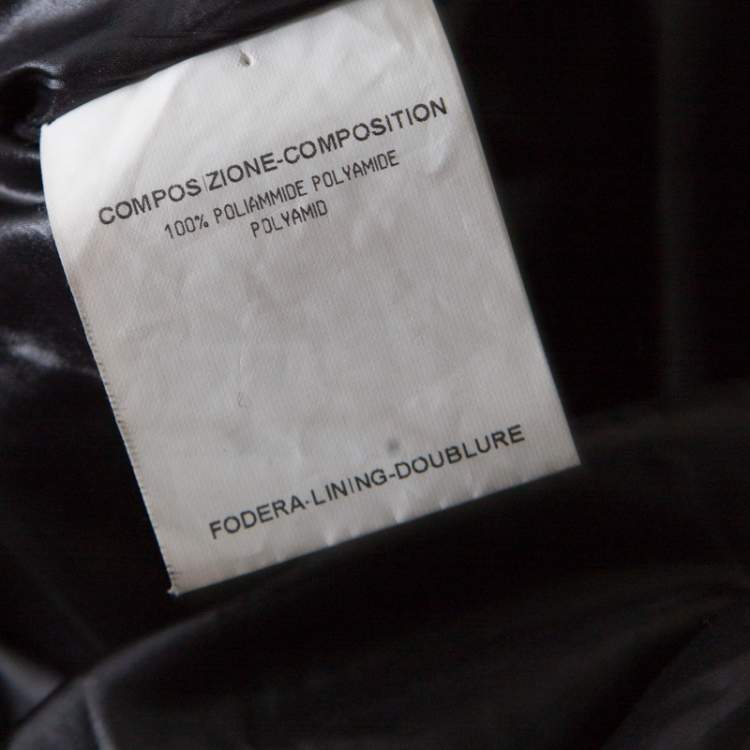 COMPOSIZIONE-COMPOSITION
100% POLIAMMIDE POLYAMIDE
POLYAMID
FODERA-LINING-DOUBLURE